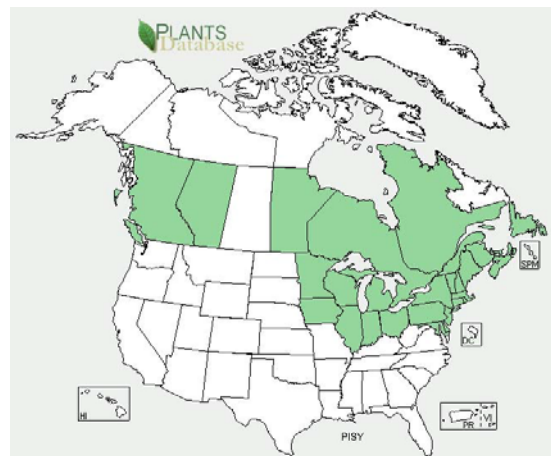 PLANTS
Database
SPM
DC
HI
PR
VI
PISY